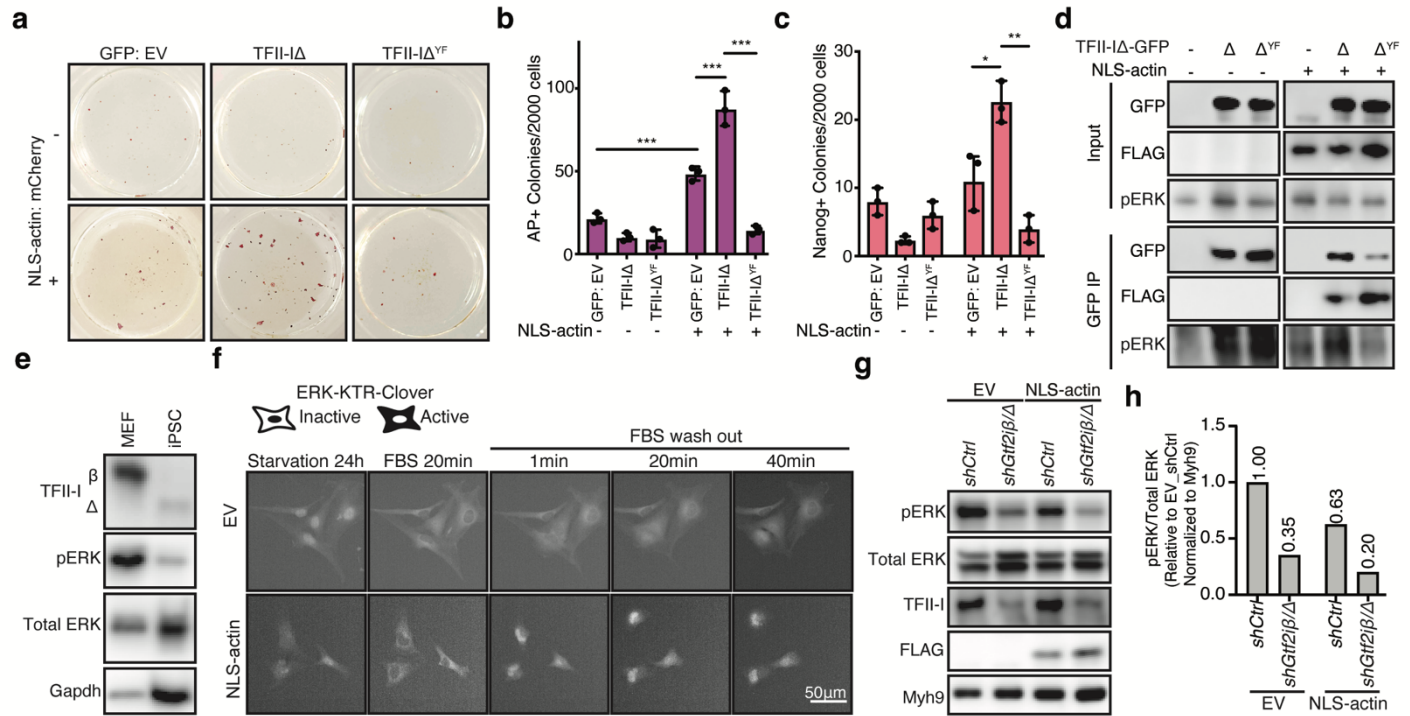 a
GFP: EV TFII-IΔ TFII-IΔYF
NLS-actin: mCherry
-
+
b
AP+ Colonies/2000 cells
100
50
0
***
***
***
GFP: EV TFII-IΔ TFII-IΔYF GFP: EV TFII-IΔ TFII-IΔYF
NLS-actin - - - + + +
c
Nanog+ Colonies/2000 cells
30
20
10
0
*
**
GFP: EV TFII-IΔ TFII-IΔYF GFP: EV TFII-IΔ TFII-IΔYF
NLS-actin - - - + + +
d
TFII-IΔ-GFP - Δ ΔYF - Δ ΔYF
NLS-actin - - - + + +
Input
GFP
FLAG
pERK
GFP IP
GFP
FLAG
pERK
e
MEF iPSC
TFII-I β Δ
pERK
Total ERK
Gapdh
f
ERK-KTR-Clover
Inactive Active
FBS wash out
Starvation 24h FBS 20min 1min 20min 40min
EV
NLS-actin
50μm
g
EV NLS-actin
shCtrl shGtf2iβ/Δ shCtrl shGtf2iβ/Δ
pERK
Total ERK
TFII-I
FLAG
Myh9
h
pERK/Total ERK
(Relative to EV_shCtrl
Normalized to Myh9)
1.5
1.0
0.5
0.0
1.00 0.35 0.63 0.20
shCtrl shGtf2iβ/Δ shCtrl shGtf2iβ/Δ
EV NLS-actin